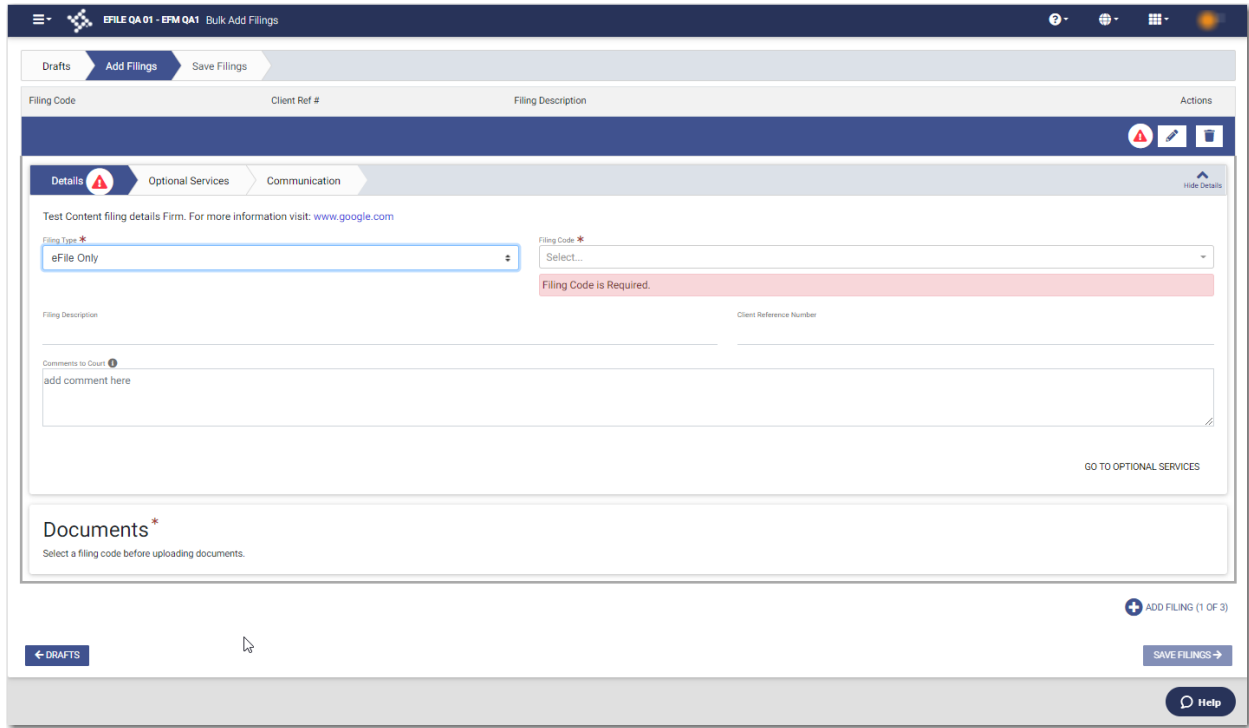 EFILE QA 01 - EFM QA1 Bulk Add Filings
Drafts Add Filings Save Filings
Filing Code Client Ref # Filing Description Actions
Details Optional Services Communication
Hide Details
Test Content filing details Firm. For more information visit: www.google.com
Filing Type * Filing Code *
eFile Only Select...
Filing Code is Required.
Filing Description Client Reference Number
Comments to Court
add comment here
GO TO OPTIONAL SERVICES
Documents*
Select a filing code before uploading documents.
ADD FILING (1 OF 3)
DRAFTS SAVE FILINGS
Help